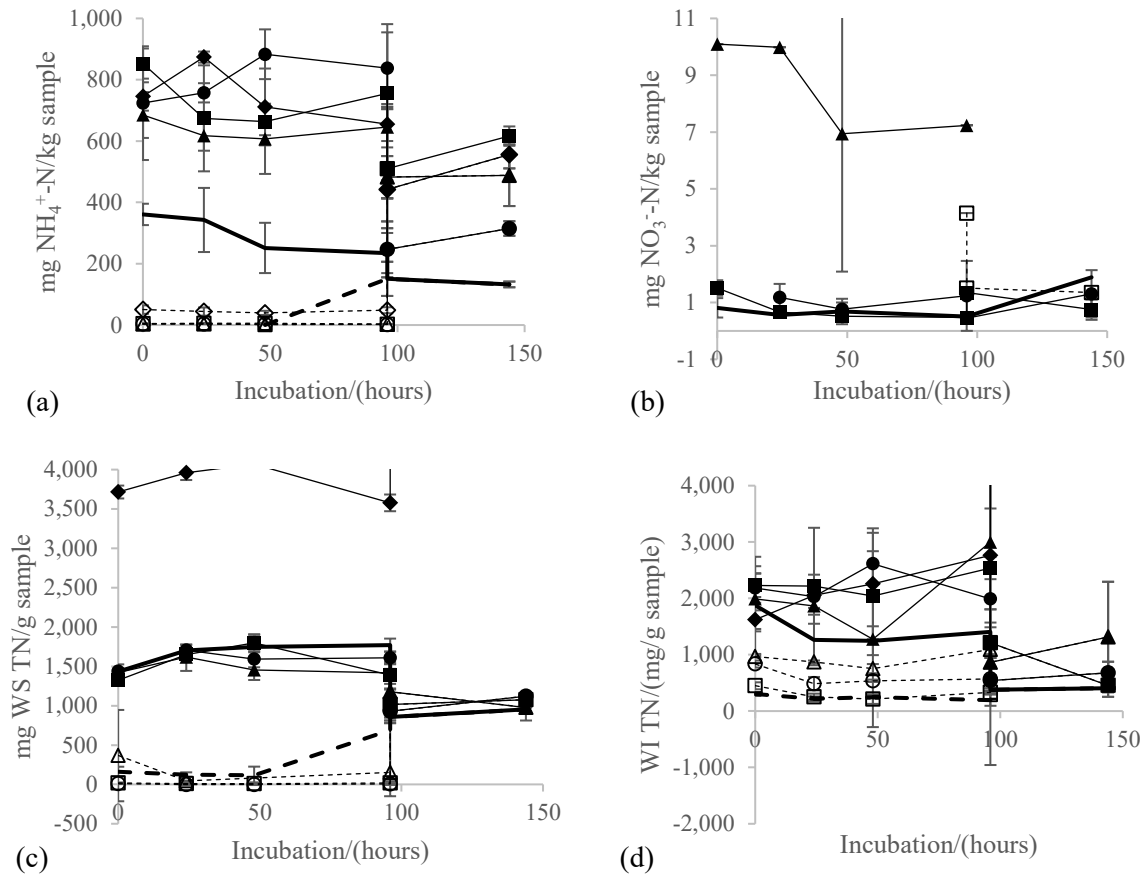 1,000
800
600
400
200
0
mg NH₄⁺-N/kg sample
0 50 100 150
Incubation/(hours)
(a)
11
9
7
5
3
1
-1
mg NO₃⁻-N/kg sample
0 50 100 150
Incubation/(hours)
(b)
4,000
3,500
3,000
2,500
2,000
1,500
1,000
500
0
-500
mg WS TN/g sample
0 50 100 150
Incubation/(hours)
(c)
4,000
3,000
2,000
1,000
0
-1,000
-2,000
WI TN/(mg/g sample)
0 50 100 150
Incubation/(hours)
(d)